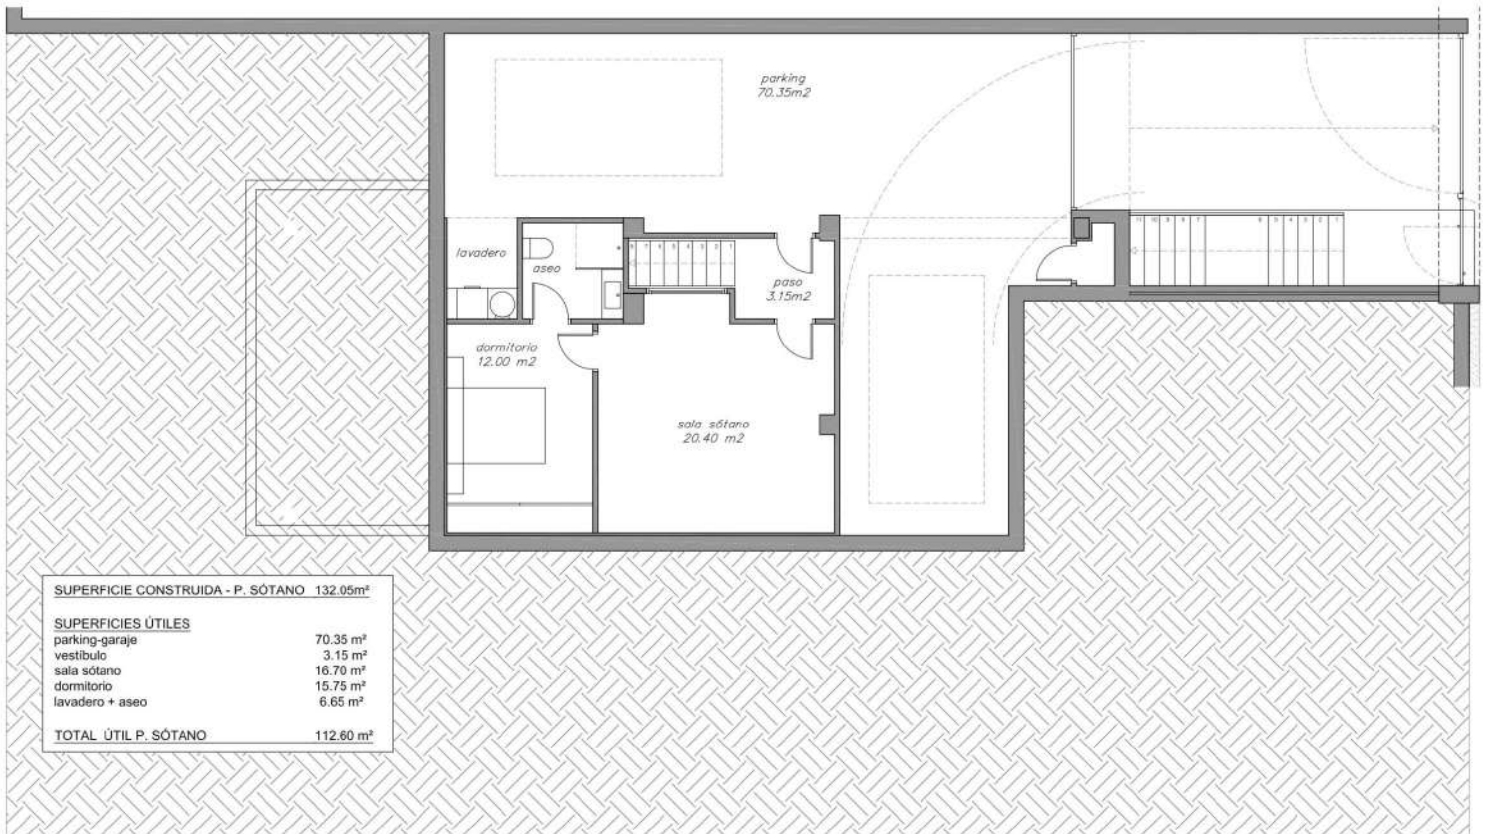 parking
70.35m2
lavadero
aseo
paso
3.15m2
dormitorio
12.00 m2
sala sótano
20.40 m2
SUPERFICIE CONSTRUIDA - P. SÓTANO 132.05m²
SUPERFICIES ÚTILES
parking-garaje 70.35 m²
vestíbulo 3.15 m²
sala sótano 16.70 m²
dormitorio 15.75 m²
lavadero + aseo 6.65 m²
TOTAL ÚTIL P. SÓTANO 112.60 m²